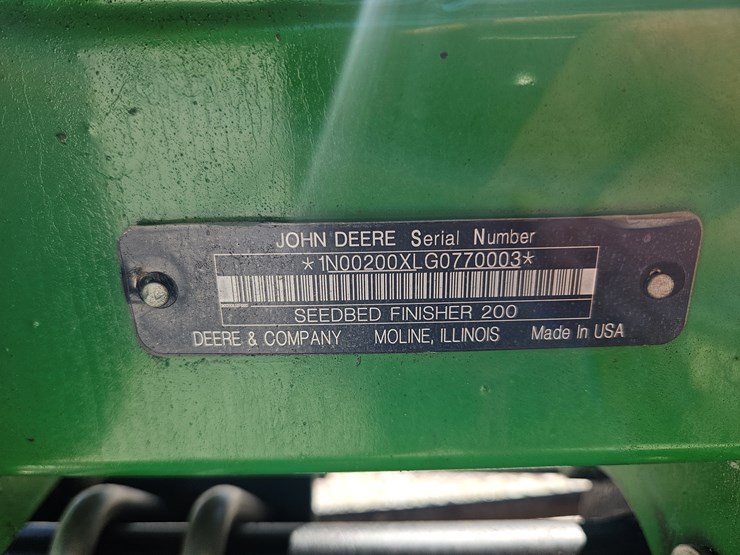 JOHN DEERE Serial Number
*1N00200XLG0770003*
SEEDBED FINISHER 200
DEERE & COMPANY MOLINE, ILLINOIS Made In USA